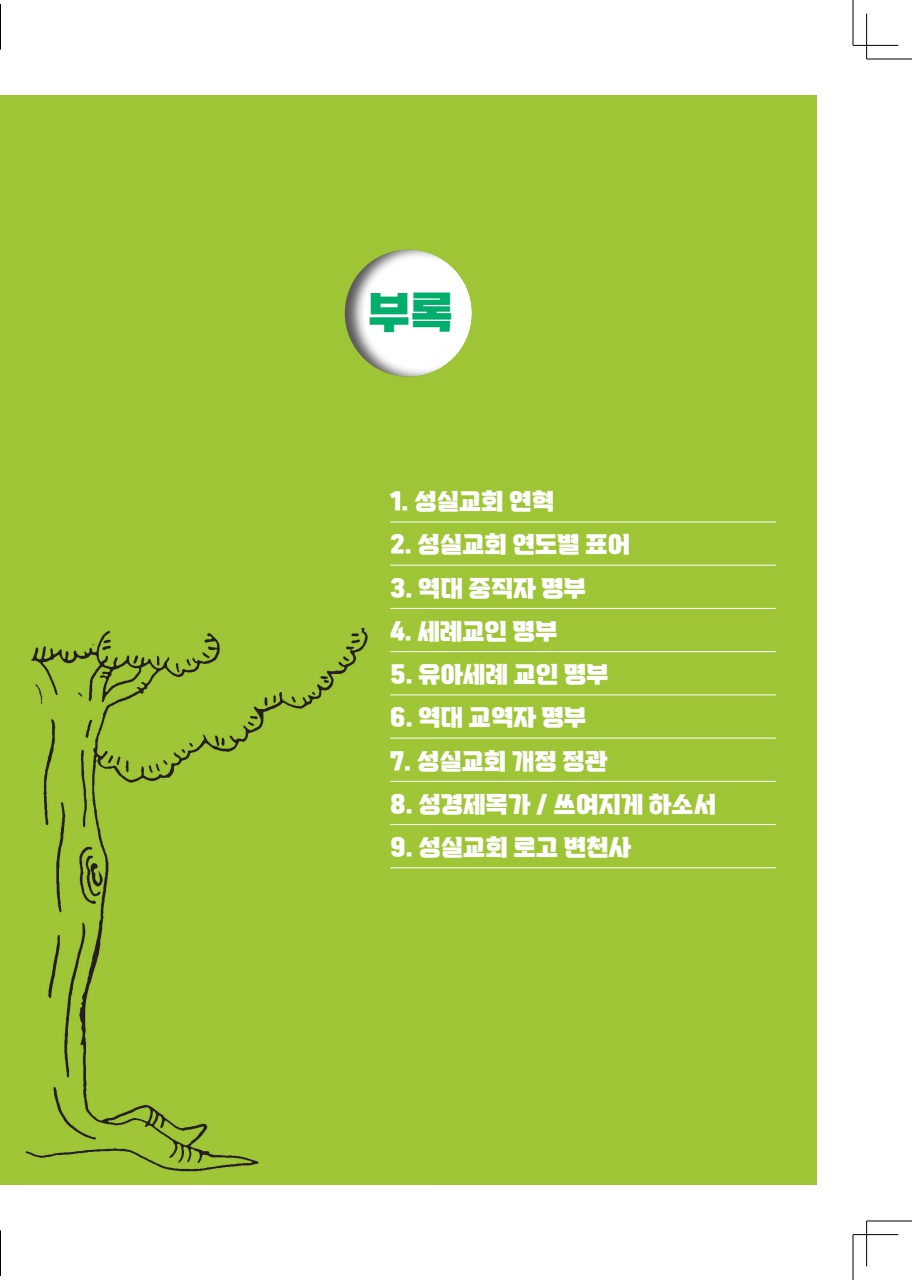 부록
1. 성실교회 연혁
2. 성실교회 연도별 표어
3. 역대 중직자 명부
4. 세례교인 명부
5. 유아세례 교인 명부
6. 역대 교역자 명부
7. 성실교회 개정 정관
8. 성경제목가 / 쓰여지게 하소서
9. 성실교회 로고 변천사